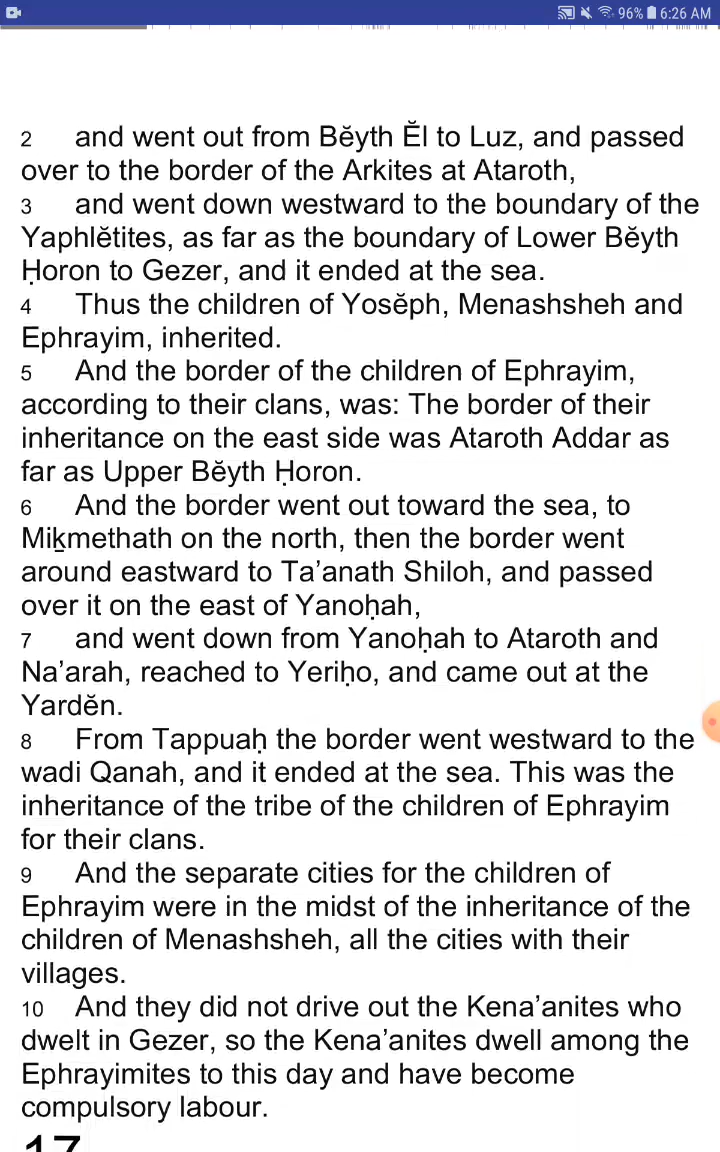 96% 6:26 AM
2 and went out from Bĕyth Ĕl to Luz, and passed
over to the border of the Arkites at Ataroth,
3 and went down westward to the boundary of the
Yaphlĕtites, as far as the boundary of Lower Bĕyth
Ḥoron to Gezer, and it ended at the sea.
4 Thus the children of Yosĕph, Menashsheh and
Ephrayim, inherited.
5 And the border of the children of Ephrayim,
according to their clans, was: The border of their
inheritance on the east side was Ataroth Addar as
far as Upper Bĕyth Ḥoron.
6 And the border went out toward the sea, to
Miḵmethath on the north, then the border went
around eastward to Ta’anath Shiloh, and passed
over it on the east of Yanoḥah,
7 and went down from Yanoḥah to Ataroth and
Na’arah, reached to Yeriḥo, and came out at the
Yardĕn.
8 From Tappuaḥ the border went westward to the
wadi Qanah, and it ended at the sea. This was the
inheritance of the tribe of the children of Ephrayim
for their clans.
9 And the separate cities for the children of
Ephrayim were in the midst of the inheritance of the
children of Menashsheh, all the cities with their
villages.
10 And they did not drive out the Kena’anites who
dwelt in Gezer, so the Kena’anites dwell among the
Ephrayimites to this day and have become
compulsory labour.
17